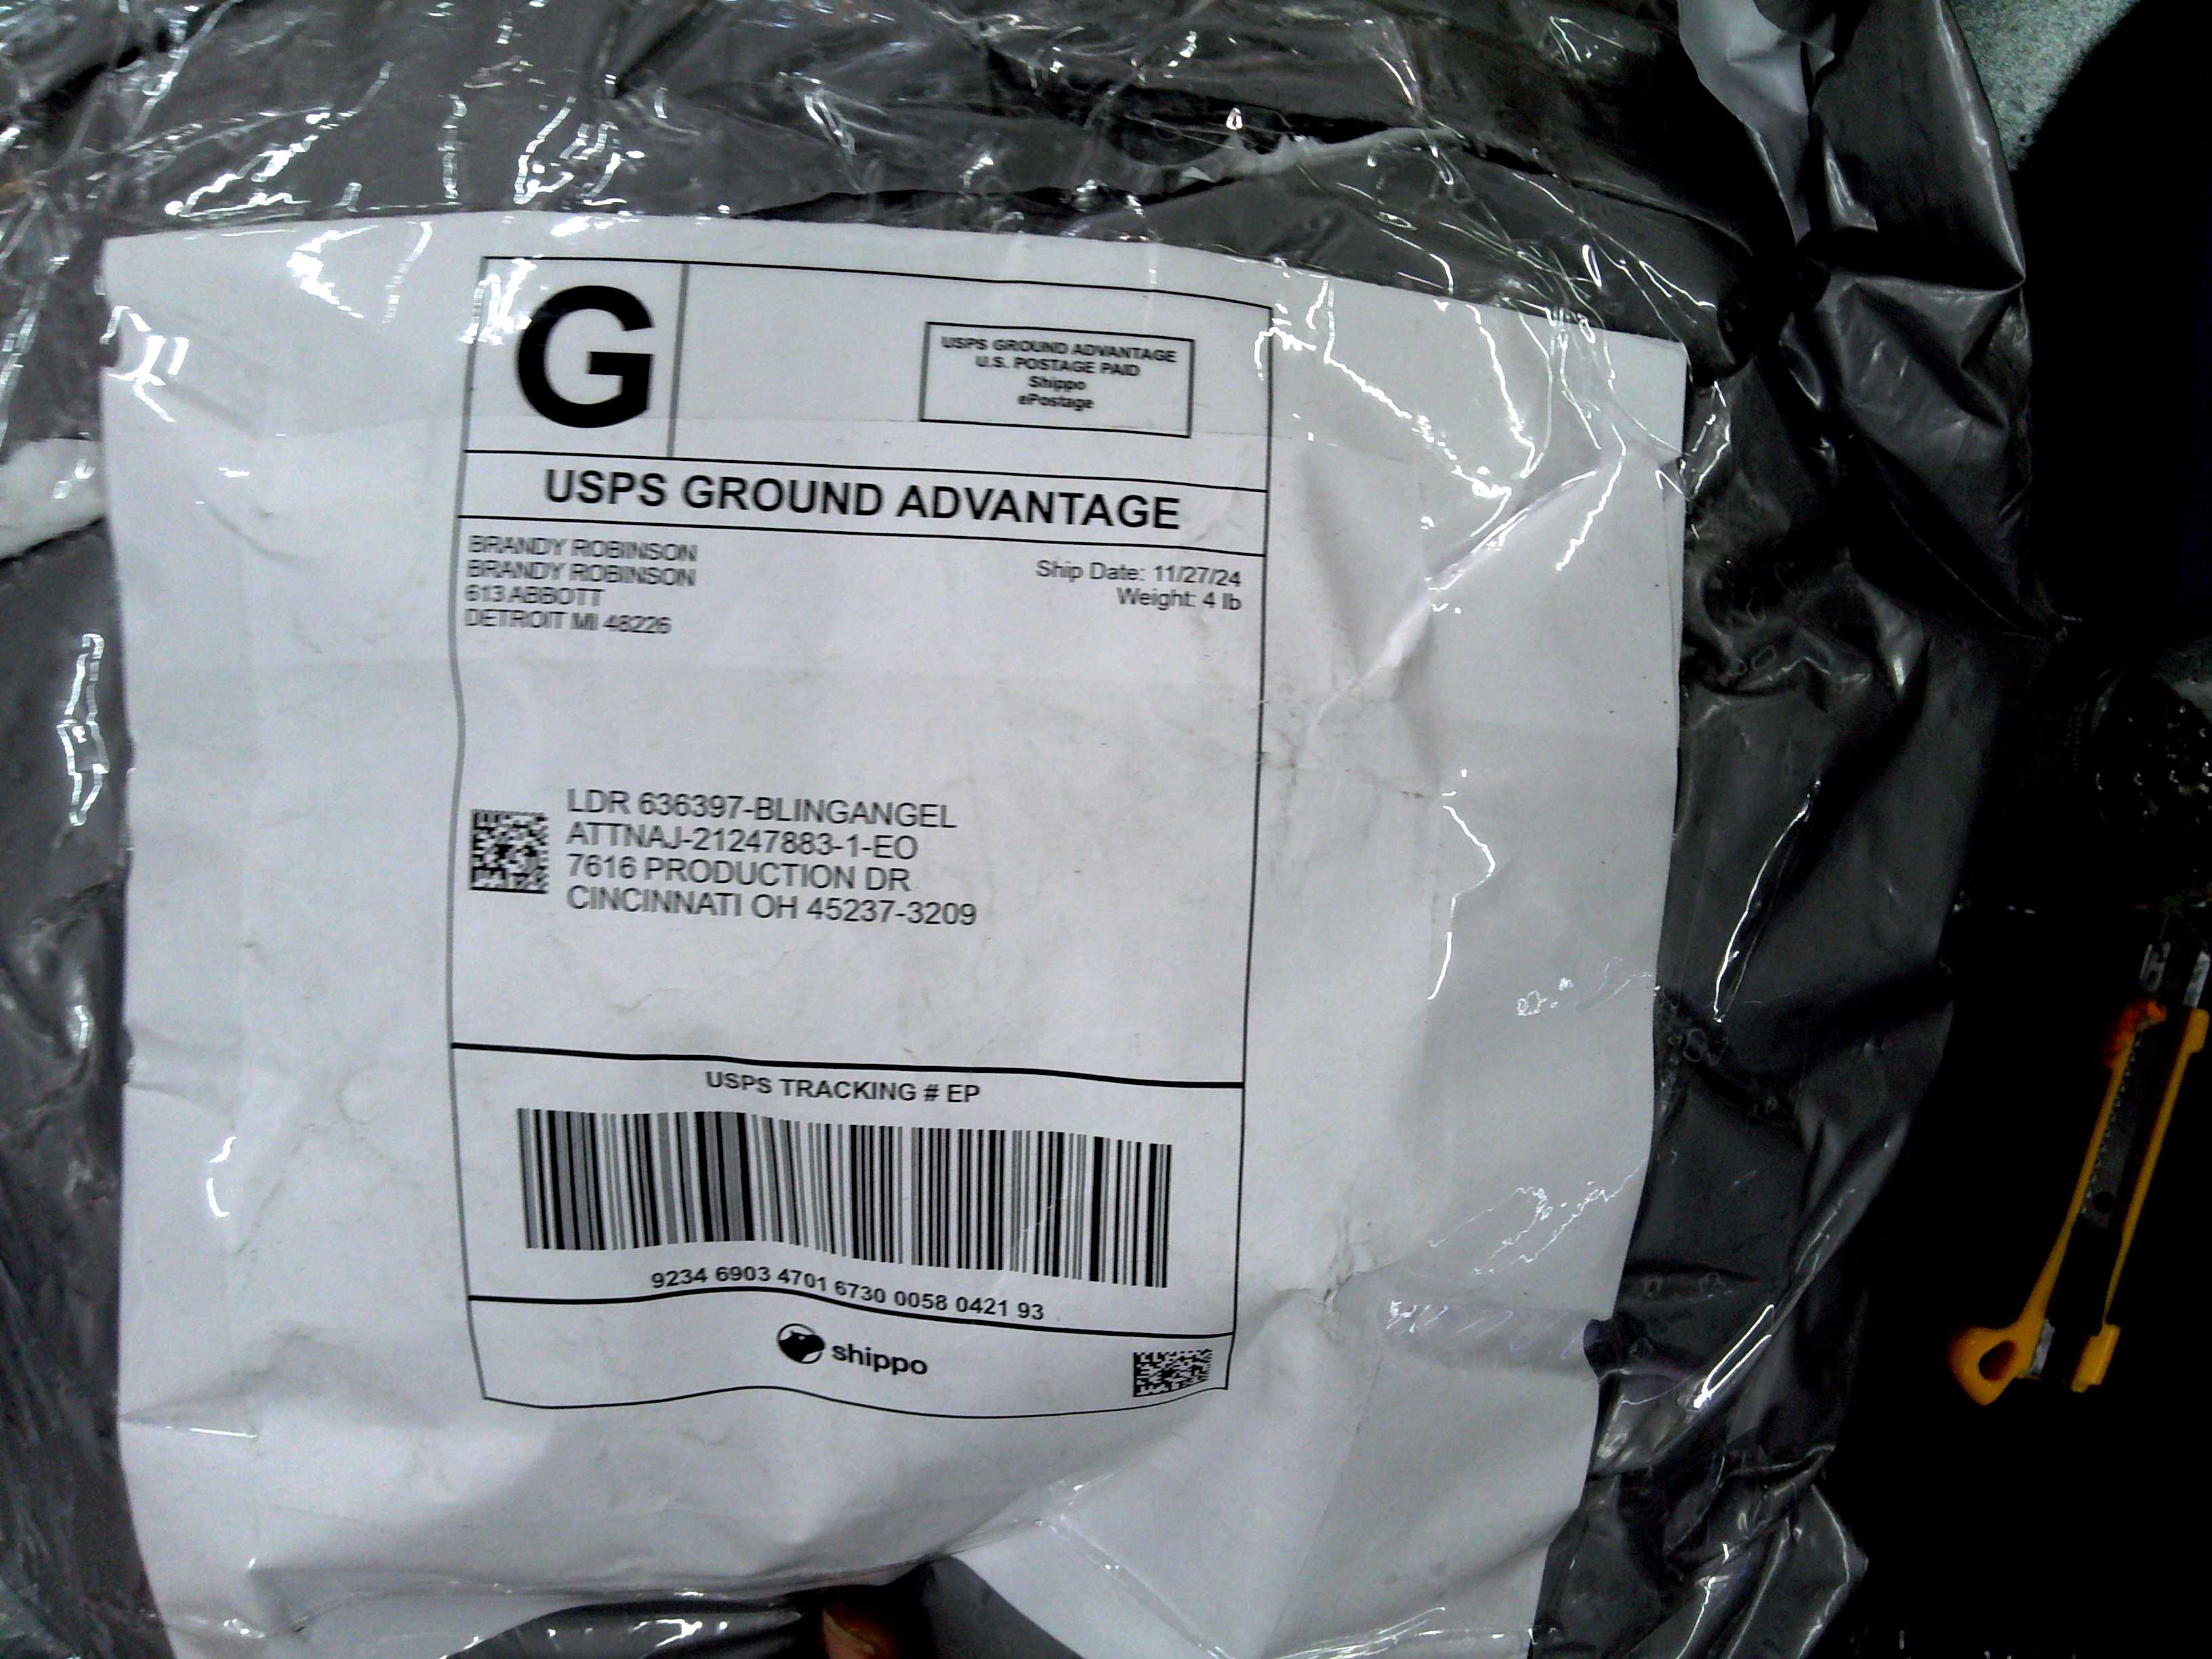 G
USPS GROUND ADVANTAGE
U.S. POSTAGE PAID
Shippo
ePostage
USPS GROUND ADVANTAGE
BRANDY ROBINSON
BRANDY ROBINSON
613 ABBOTT
DETROIT MI 48226
Ship Date: 11/27/24
Weight: 4 lb
LDR 636397-BLINGANGEL
ATTNAJ-21247883-1-EO
7616 PRODUCTION DR
CINCINNATI OH 45237-3209
USPS TRACKING # EP
9234 6903 4701 6730 0058 0421 93
shippo